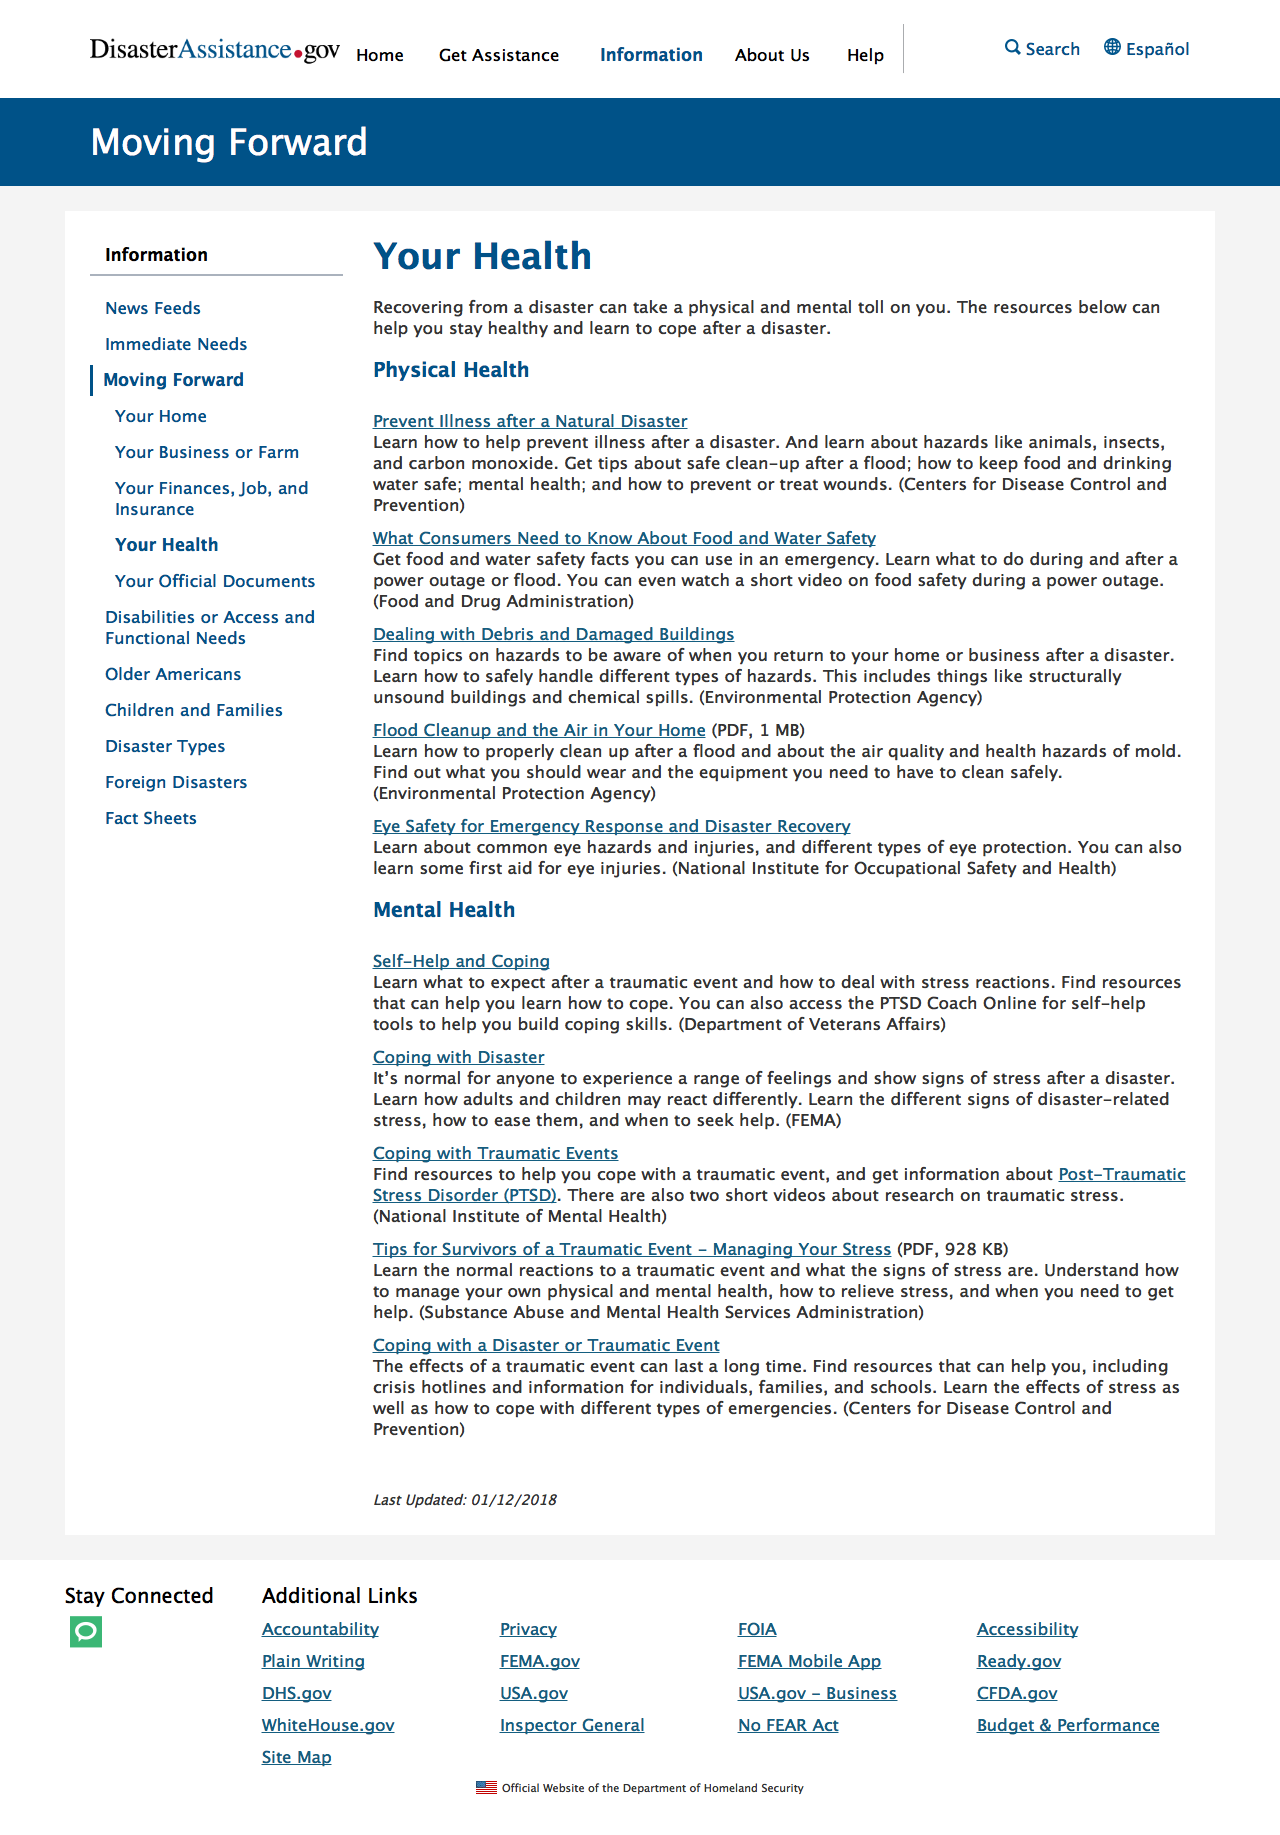 DisasterAssistance.gov
Home
Get Assistance
Information
About Us
Help
Search
Español
Moving Forward
Information
News Feeds
Immediate Needs
Moving Forward
Your Home
Your Business or Farm
Your Finances, Job, and
Insurance
Your Health
Your Official Documents
Disabilities or Access and
Functional Needs
Older Americans
Children and Families
Disaster Types
Foreign Disasters
Fact Sheets
Your Health
Recovering from a disaster can take a physical and mental toll on you. The resources below can
help you stay healthy and learn to cope after a disaster.
Physical Health
Prevent Illness after a Natural Disaster
Learn how to help prevent illness after a disaster. And learn about hazards like animals, insects,
and carbon monoxide. Get tips about safe clean-up after a flood; how to keep food and drinking
water safe; mental health; and how to prevent or treat wounds. (Centers for Disease Control and
Prevention)
What Consumers Need to Know About Food and Water Safety
Get food and water safety facts you can use in an emergency. Learn what to do during and after a
power outage or flood. You can even watch a short video on food safety during a power outage.
(Food and Drug Administration)
Dealing with Debris and Damaged Buildings
Find topics on hazards to be aware of when you return to your home or business after a disaster.
Learn how to safely handle different types of hazards. This includes things like structurally
unsound buildings and chemical spills. (Environmental Protection Agency)
Flood Cleanup and the Air in Your Home (PDF, 1 MB)
Learn how to properly clean up after a flood and about the air quality and health hazards of mold.
Find out what you should wear and the equipment you need to have to clean safely.
(Environmental Protection Agency)
Eye Safety for Emergency Response and Disaster Recovery
Learn about common eye hazards and injuries, and different types of eye protection. You can also
learn some first aid for eye injuries. (National Institute for Occupational Safety and Health)
Mental Health
Self-Help and Coping
Learn what to expect after a traumatic event and how to deal with stress reactions. Find resources
that can help you learn how to cope. You can also access the PTSD Coach Online for self-help
tools to help you build coping skills. (Department of Veterans Affairs)
Coping with Disaster
It's normal for anyone to experience a range of feelings and show signs of stress after a disaster.
Learn how adults and children may react differently. Learn the different signs of disaster-related
stress, how to ease them, and when to seek help. (FEMA)
Coping with Traumatic Events
Find resources to help you cope with a traumatic event, and get information about Post-Traumatic
Stress Disorder (PTSD). There are also two short videos about research on traumatic stress.
(National Institute of Mental Health)
Tips for Survivors of a Traumatic Event - Managing Your Stress (PDF, 928 KB)
Learn the normal reactions to a traumatic event and what the signs of stress are. Understand how
to manage your own physical and mental health, how to relieve stress, and when you need to get
help. (Substance Abuse and Mental Health Services Administration)
Coping with a Disaster or Traumatic Event
The effects of a traumatic event can last a long time. Find resources that can help you, including
crisis hotlines and information for individuals, families, and schools. Learn the effects of stress as
well as how to cope with different types of emergencies. (Centers for Disease Control and
Prevention)
Last Updated: 01/12/2018
Stay Connected
Additional Links
Accountability
Privacy
FOIA
Accessibility
Plain Writing
FEMA.gov
FEMA Mobile App
Ready.gov
DHS.gov
USA.gov
USA.gov - Business
CFDA.gov
WhiteHouse.gov
Inspector General
No FEAR Act
Budget & Performance
Site Map
Official Website of the Department of Homeland Security